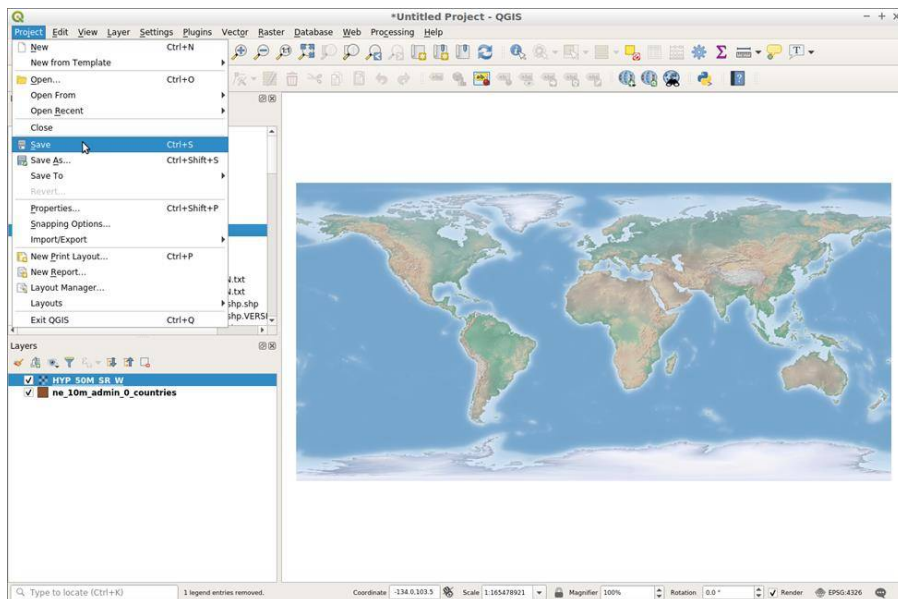 *Untitled Project - QGIS
Project Edit View Layer Settings Plugins Vector Raster Database Web Processing Help
New Ctrl+N
New from Template
Open... Ctrl+O
Open From
Open Recent
Close
Save Ctrl+S
Save As... Ctrl+Shift+S
Save To
Revert...
Properties... Ctrl+Shift+P
Snapping Options...
Import/Export
New Print Layout... Ctrl+P
New Report...
Layout Manager...
Layouts
Exit QGIS Ctrl+Q
.txt
.txt
shp.shp
shp.VERSI
Layers
HYP_50M_SR_W
ne_10m_admin_0_countries
Type to locate (Ctrl+K) 1 legend entries removed. Coordinate -134.0,103.5 Scale 1:165478921 Magnifier 100% Rotation 0.0 ° Render EPSG:4326